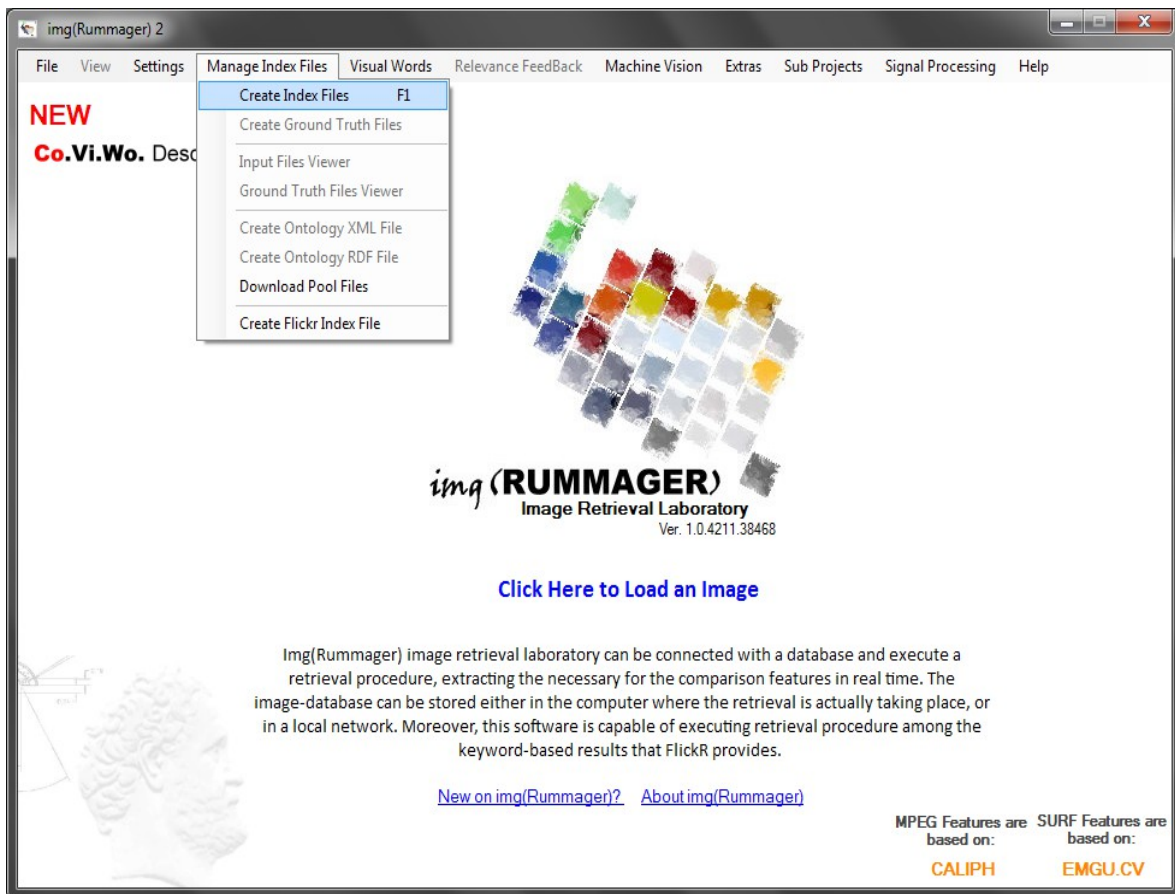 img(Rummager) 2
File View Settings Manage Index Files Visual Words Relevance FeedBack Machine Vision Extras Sub Projects Signal Processing Help
Create Index Files F1
Create Ground Truth Files
Input Files Viewer
Ground Truth Files Viewer
Create Ontology XML File
Create Ontology RDF File
Download Pool Files
Create Flickr Index File
NEW
Co.Vi.Wo. Desc
img(RUMMAGER)
Image Retrieval Laboratory
Ver. 1.0.4211.38468
Click Here to Load an Image
Img(Rummager) image retrieval laboratory can be connected with a database and execute a
retrieval procedure, extracting the necessary for the comparison features in real time. The
image-database can be stored either in the computer where the retrieval is actually taking place, or
in a local network. Moreover, this software is capable of executing retrieval procedure among the
keyword-based results that FlickR provides.
New on img(Rummager)? About img(Rummager)
MPEG Features are
based on:
CALIPH
SURF Features are
based on:
EMGU.CV